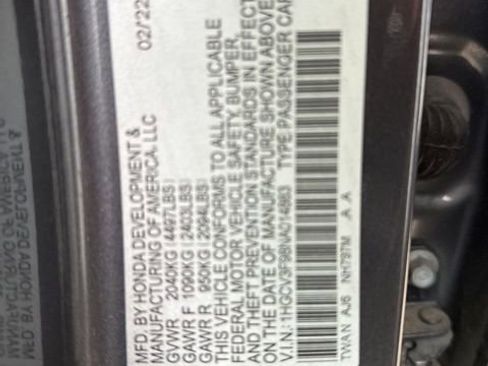 MFD. BY HONDA DEVELOPMENT & 02/22
MANUFACTURING OF AMERICA, LLC
GVWR 2040KG (4497LBS)
GAWR F 1090KG (2403LBS)
GAWR R 950KG (2094LBS)
THIS VEHICLE CONFORMS TO ALL APPLICABLE
FEDERAL MOTOR VEHICLE SAFETY, BUMPER,
AND THEFT PREVENTION STANDARDS IN EFFECT
ON THE DATE OF MANUFACTURE SHOWN ABOVE
V.I.N.: 1HGCV3F98NA014863 TYPE: PASSENGER CAR
TWAN AJ6 NH797M A A